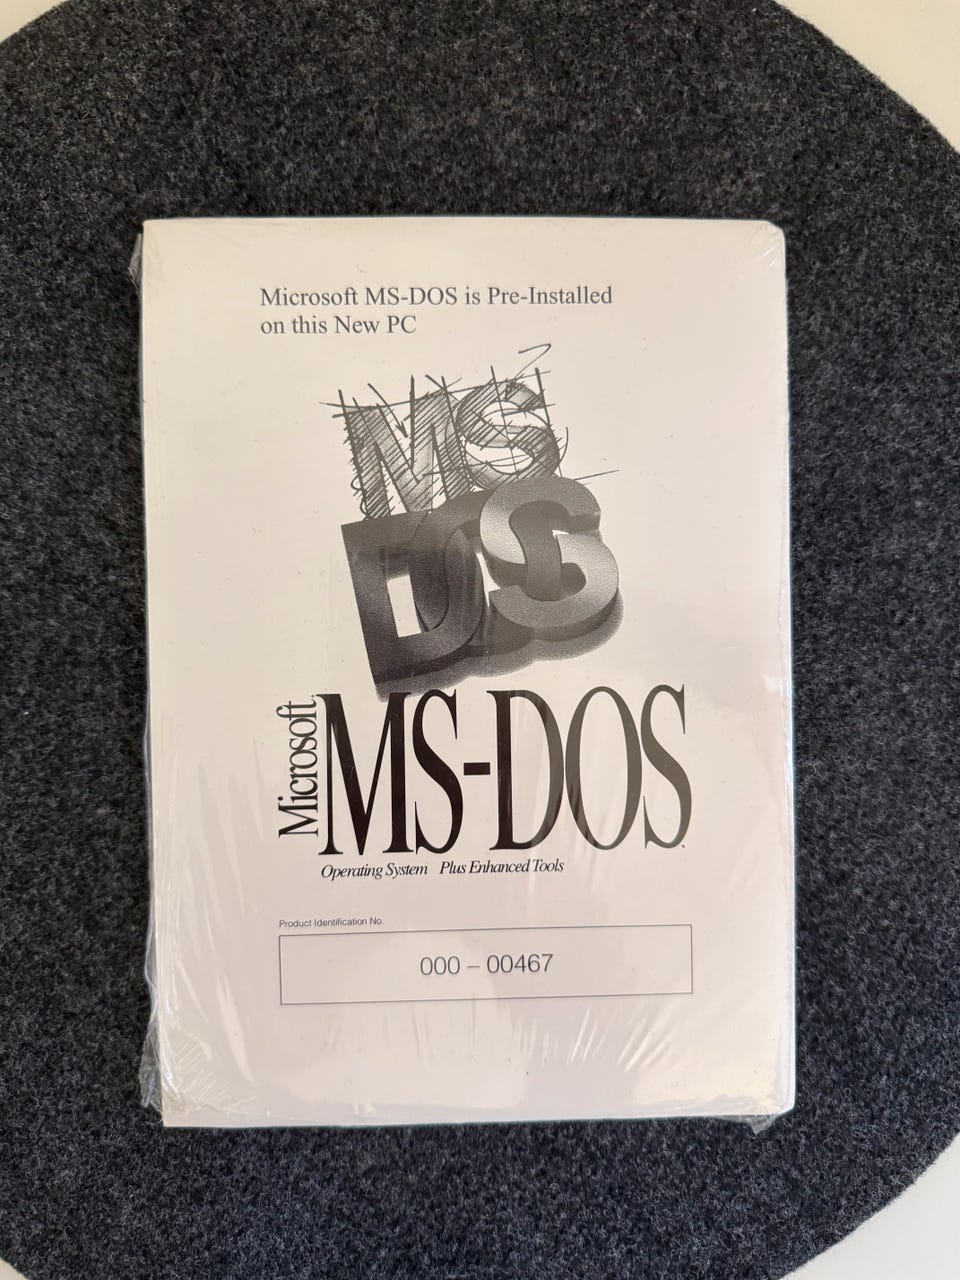 Microsoft MS-DOS is Pre-Installed
on this New PC
MS
DOS
Microsoft®
MS-DOS®
Operating System Plus Enhanced Tools
Product Identification No.
000 – 00467